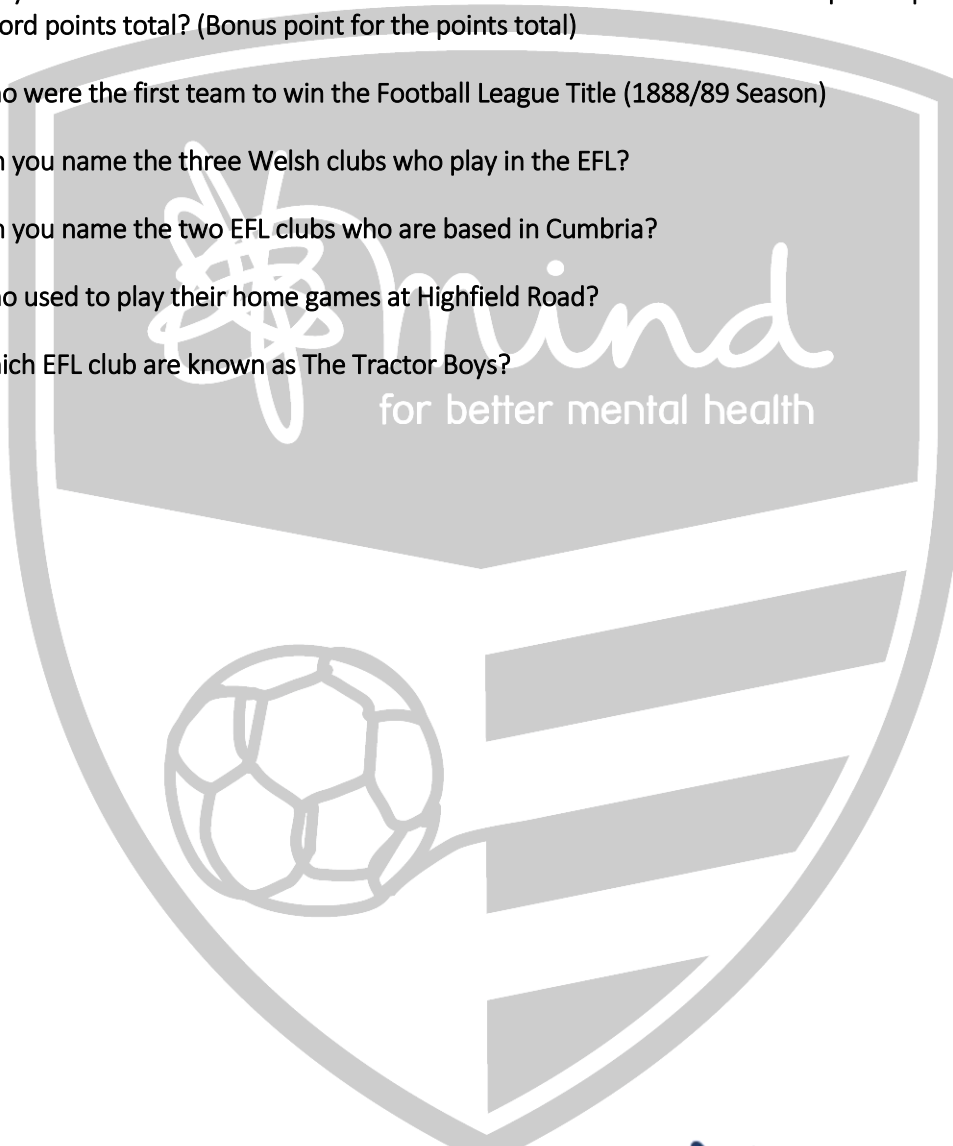 ord points total? (Bonus point for the points total)
o were the first team to win the Football League Title (1888/89 Season)
n you name the three Welsh clubs who play in the EFL?
n you name the two EFL clubs who are based in Cumbria?
o used to play their home games at Highfield Road?
ich EFL club are known as The Tractor Boys?
mind
for better mental health